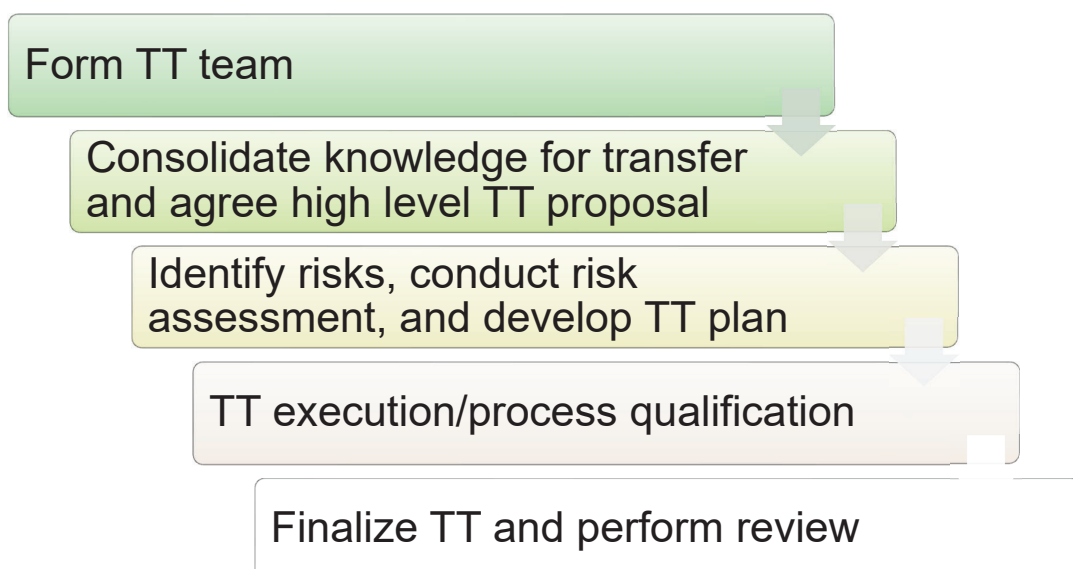 Form TT team
Consolidate knowledge for transfer
and agree high level TT proposal
Identify risks, conduct risk
assessment, and develop TT plan
TT execution/process qualification
Finalize TT and perform review